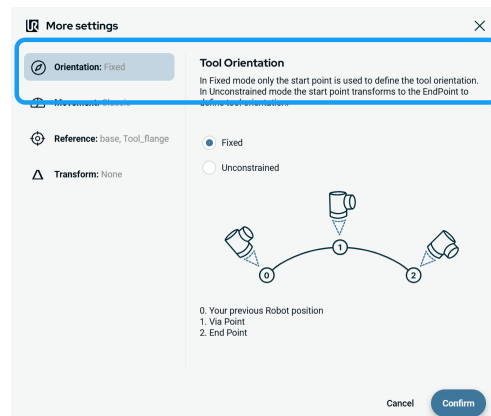 More settings
Orientation: Fixed
Movement: Classic
Reference: base, Tool_flange
Transform: None
Tool Orientation
In Fixed mode only the start point is used to define the tool orientation.
In Unconstrained mode the start point transforms to the EndPoint to
define tool orientation.
Fixed
Unconstrained
0
1
2
0. Your previous Robot position
1. Via Point
2. End Point
Cancel
Confirm